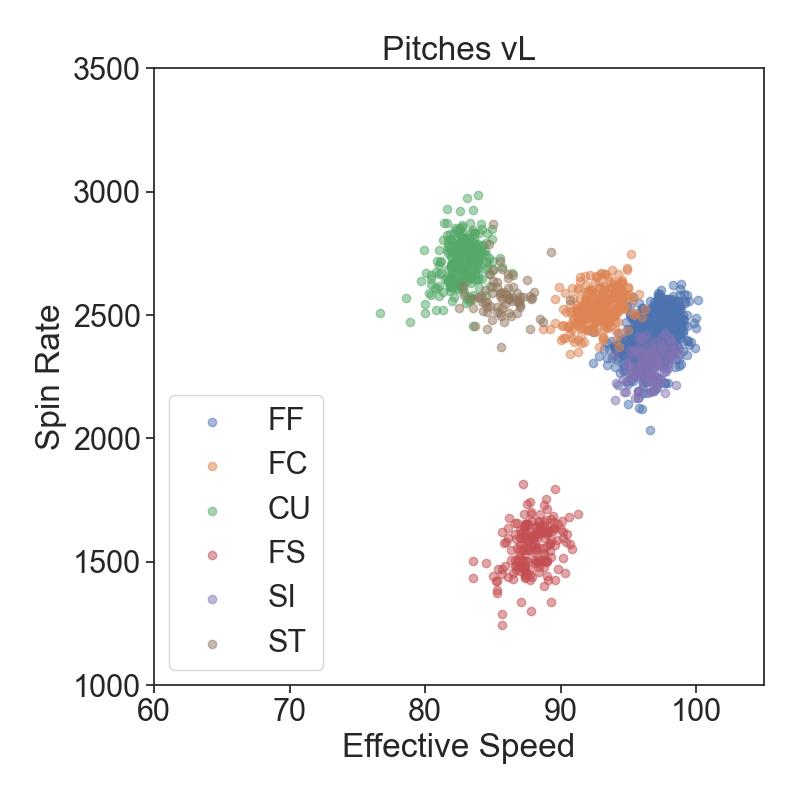 Pitches vL
3500
3000
2500
2000
1500
1000
Spin Rate
FF
FC
CU
FS
SI
ST
60
70
80
90
100
Effective Speed